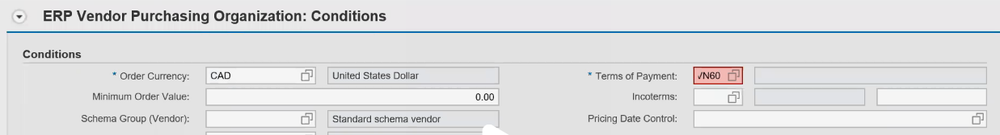 ERP Vendor Purchasing Organization: Conditions
Conditions
* Order Currency: CAD United States Dollar * Terms of Payment: VN60
Minimum Order Value: 0.00 Incoterms:
Schema Group (Vendor): Standard schema vendor Pricing Date Control: